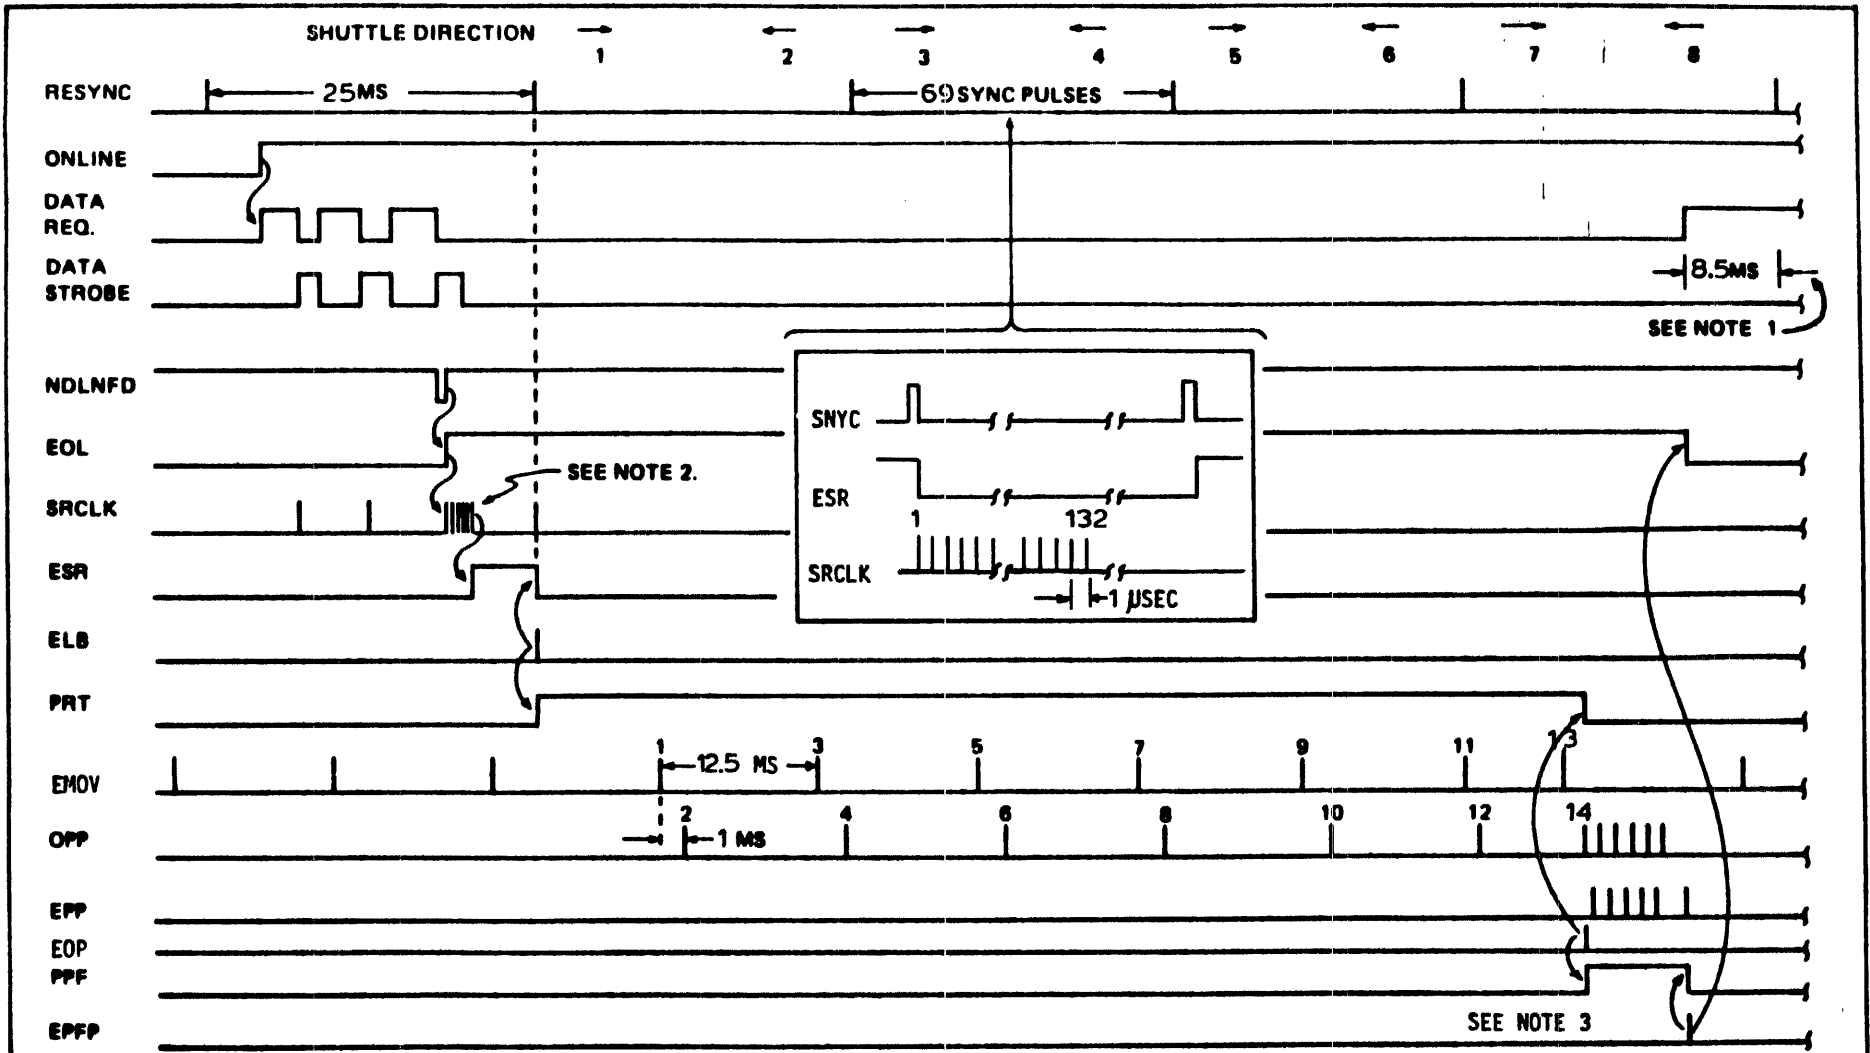 SHUTTLE DIRECTION
1 2 3 4 5 6 7 8
RESYNC
25MS
69 SYNC PULSES
ONLINE
DATA
REQ.
DATA
STROBE
8.5MS
SEE NOTE 1
NDLNFD
EOL
SEE NOTE 2.
SRCLK
ESR
ELB
PRT
SNYC
ESR
1 132
SRCLK
1 µSEC
1 3 5 7 9 11 13
EMOV
12.5 MS
2 4 6 8 10 12 14
OPP
1 MS
EPP
EOP
PPF
SEE NOTE 3
EPFP